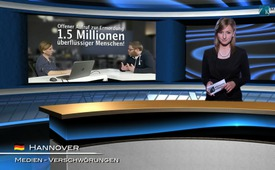 Offener Aufruf zur Ermordung
1.5 Millionen
überflüssiger Menschen!
HANNOVER
MEDIEN - VERSCHWÖRUNGEN